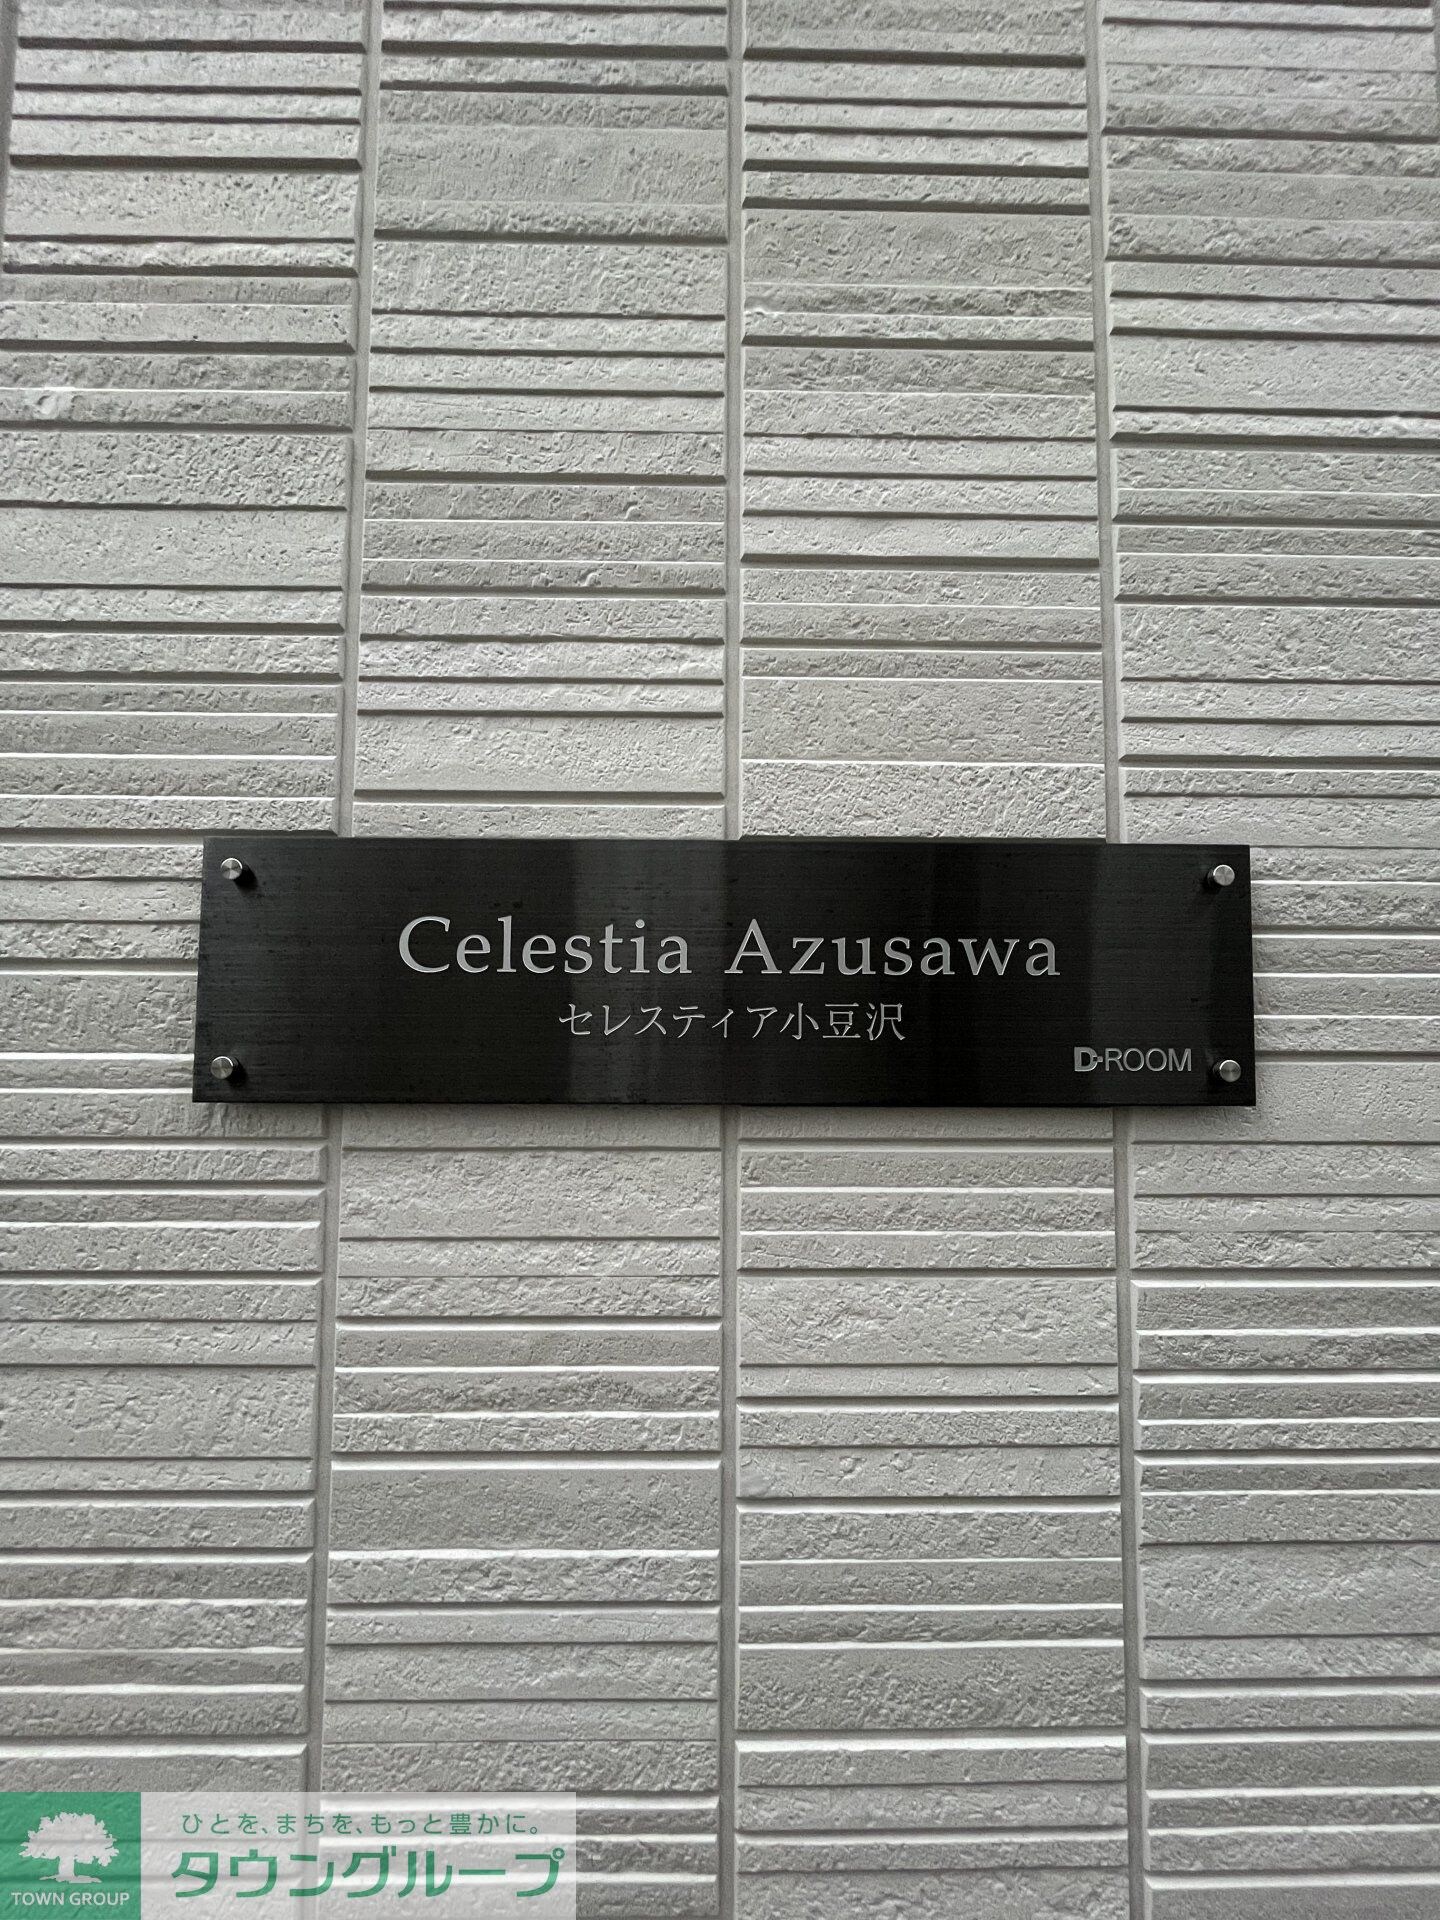 Celestia Azusawa
セレスティア小豆沢
D-ROOM
ひとを、まちを、もっと豊かに。
タウングループ
TOWN GROUP